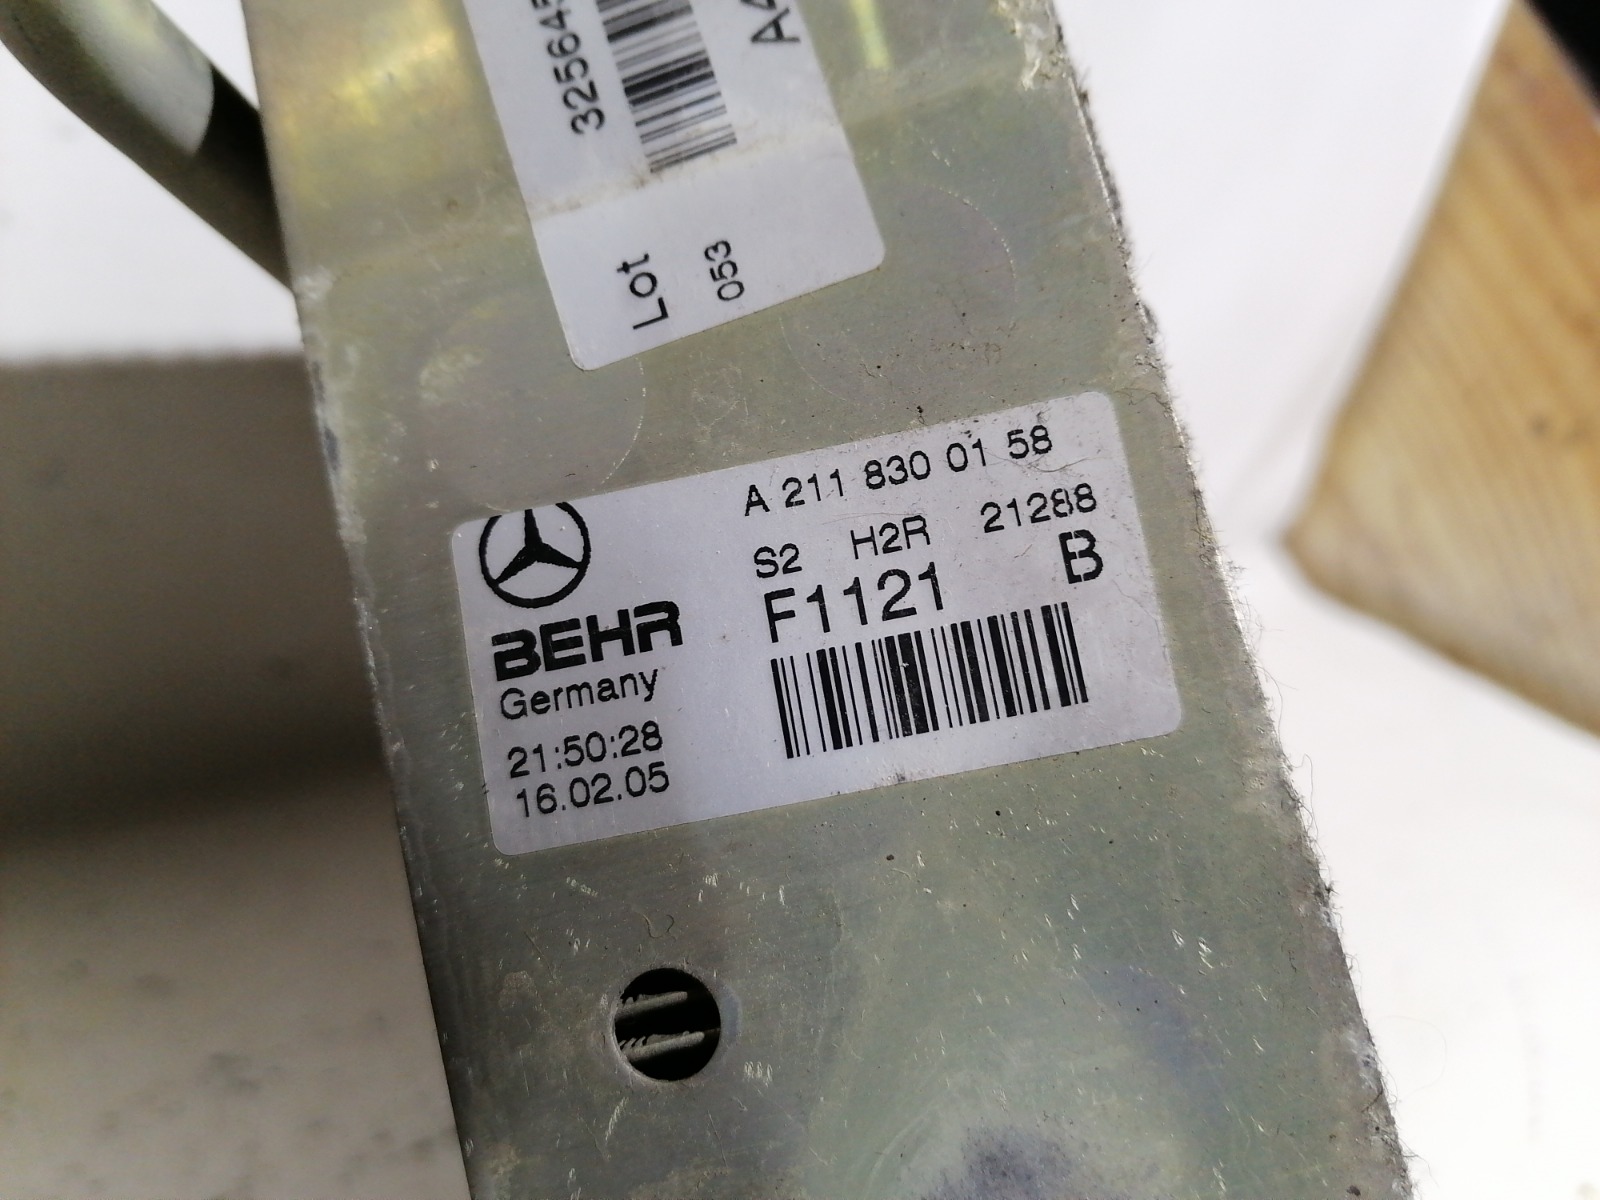 Lot
053
A 211 830 01 58
S2 H2R 21288
F1121 B
BEHR
Germany
21:50:28
16.02.05